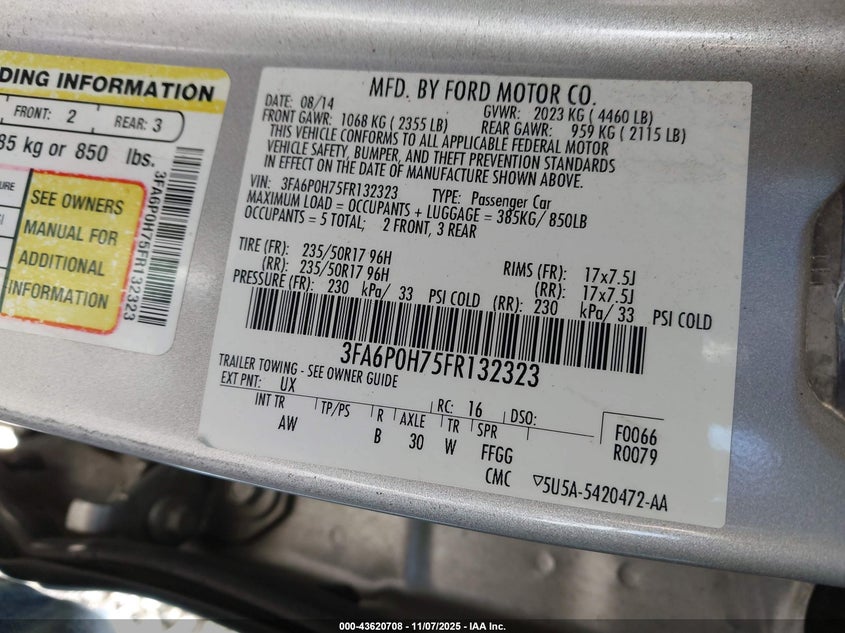 DING INFORMATION
FRONT: 2 REAR: 3
85 kg or 850 lbs.
SEE OWNERS
MANUAL FOR
ADDITIONAL
INFORMATION
3FA6P0H75FR132323
MFD. BY FORD MOTOR CO.
DATE: 08/14 GVWR: 2023 KG ( 4460 LB)
FRONT GAWR: 1068 KG ( 2355 LB) REAR GAWR: 959 KG ( 2115 LB)
THIS VEHICLE CONFORMS TO ALL APPLICABLE FEDERAL MOTOR
VEHICLE SAFETY, BUMPER, AND THEFT PREVENTION STANDARDS
IN EFFECT ON THE DATE OF MANUFACTURE SHOWN ABOVE.
VIN: 3FA6P0H75FR132323 TYPE: Passenger Car
MAXIMUM LOAD = OCCUPANTS + LUGGAGE = 385KG/ 850LB
OCCUPANTS = 5 TOTAL; 2 FRONT, 3 REAR
TIRE (FR): 235/50R17 96H RIMS (FR): 17x7.5J
(RR): 235/50R17 96H (RR): 17x7.5J
PRESSURE (FR): 230 kPa/ 33 PSI COLD (RR): 230 kPa/ 33 PSI COLD
3FA6P0H75FR132323
TRAILER TOWING - SEE OWNER GUIDE
EXT PNT: UX RC: 16 DSO: F0066
INT TR TP/PS R AXLE TR SPR R0079
AW B 30 W FFGG
CMC ▽5U5A-5420472-AA
000-43620708 - 11/07/2025 - IAA Inc.